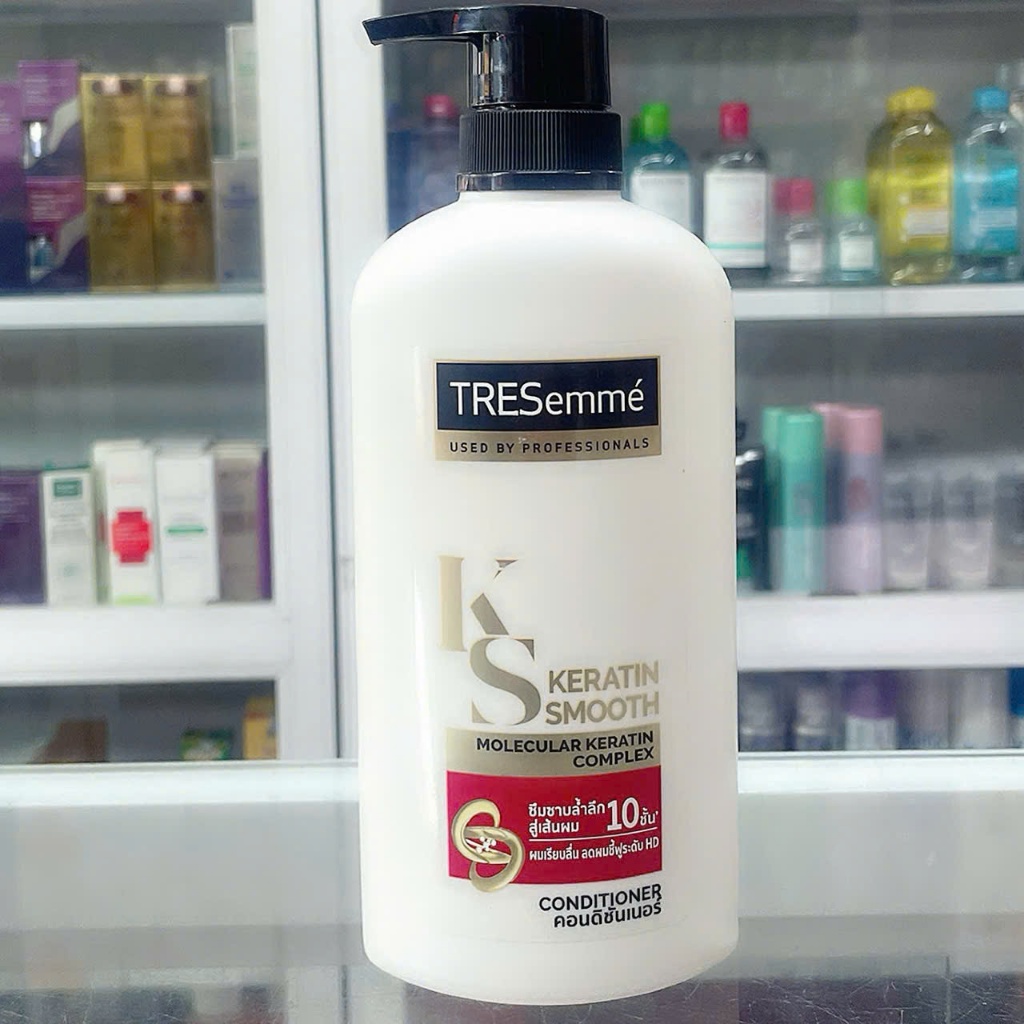 TRESemmé
USED BY PROFESSIONALS
KS
KERATIN
SMOOTH
MOLECULAR KERATIN
COMPLEX
ซึมซาบล้ำลึก
สู่เส้นผม 10 ชั้น*
ผมเรียบลื่น ลดผมชี้ฟูระดับ HD
CONDITIONER
คอนดิชันเนอร์